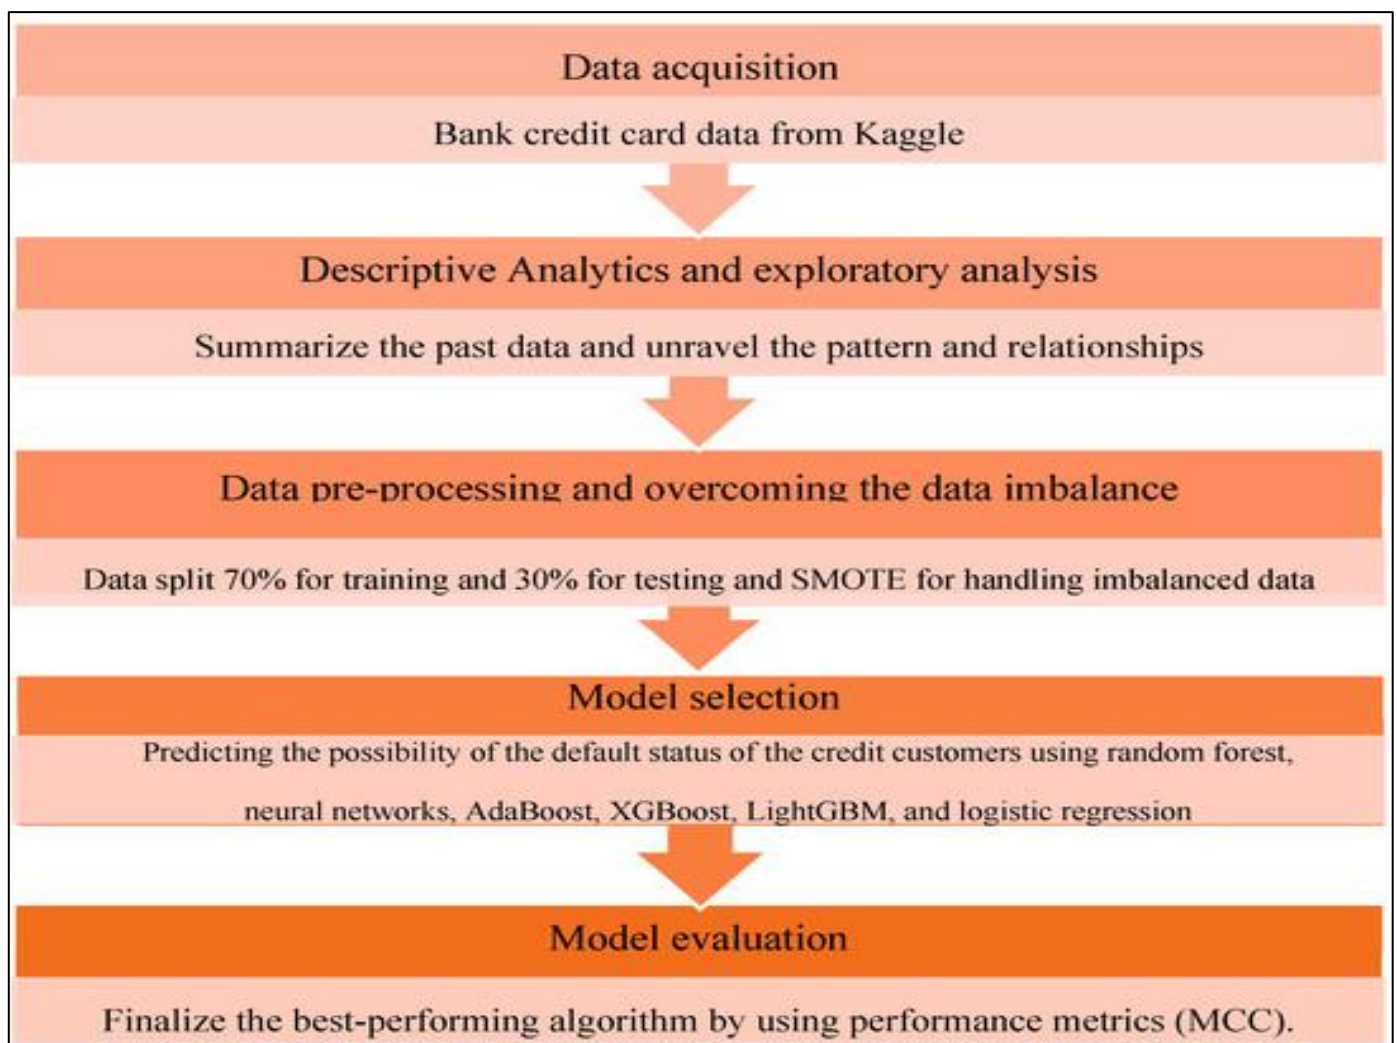 Data acquisition
Bank credit card data from Kaggle
Descriptive Analytics and exploratory analysis
Summarize the past data and unravel the pattern and relationships
Data pre-processing and overcoming the data imbalance
Data split 70% for training and 30% for testing and SMOTE for handling imbalanced data
Model selection
Predicting the possibility of the default status of the credit customers using random forest,
neural networks, AdaBoost, XGBoost, LightGBM, and logistic regression
Model evaluation
Finalize the best-performing algorithm by using performance metrics (MCC).